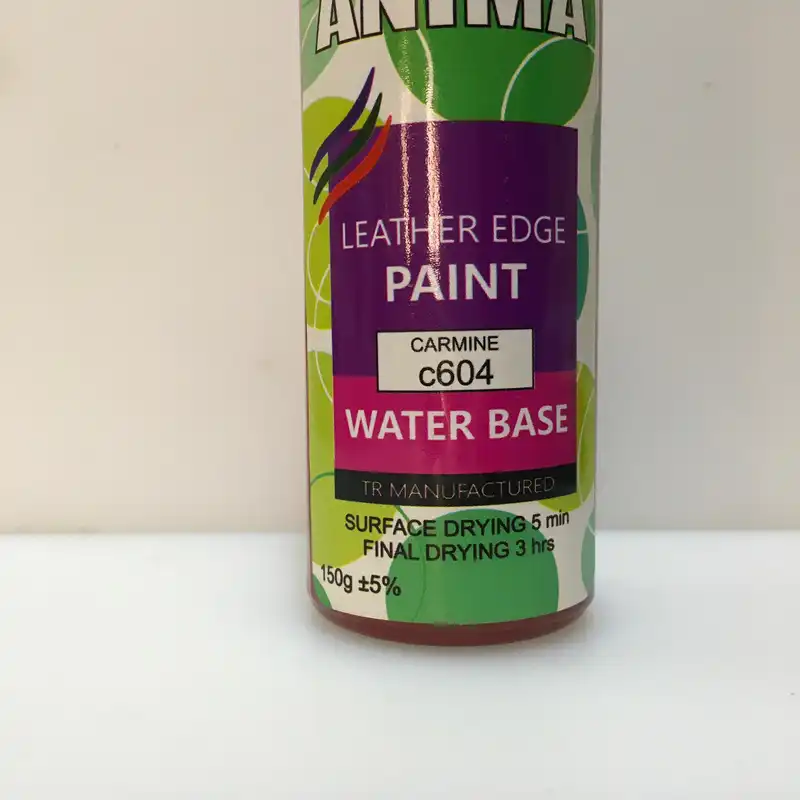 ANIMA
LEATHER EDGE
PAINT
CARMINE
c604
WATER BASE
TR MANUFACTURED
SURFACE DRYING 5 min
FINAL DRYING 3 hrs
150g ±5%